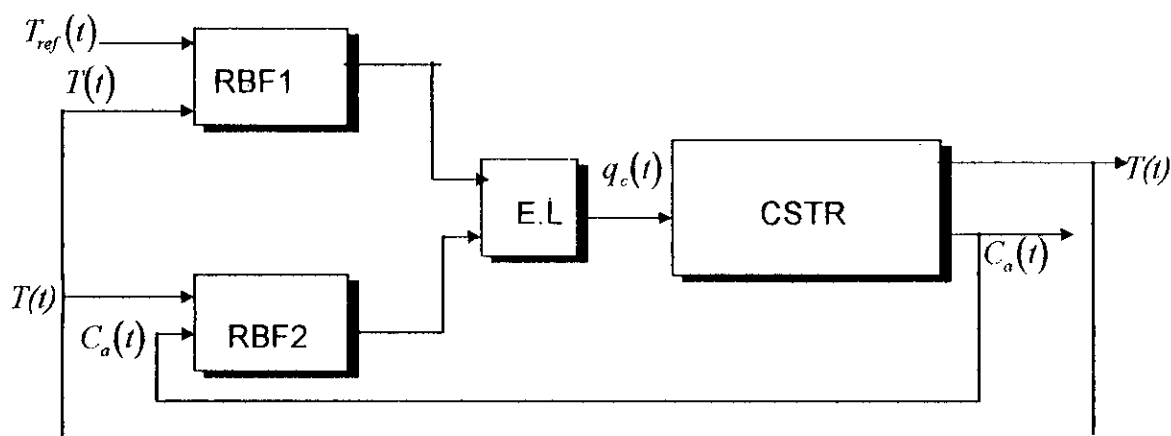 T_ref(t)
T(t)
RBF1
E.L
q_c(t)
CSTR
T(t)
C_a(t)
T(t)
C_a(t)
RBF2